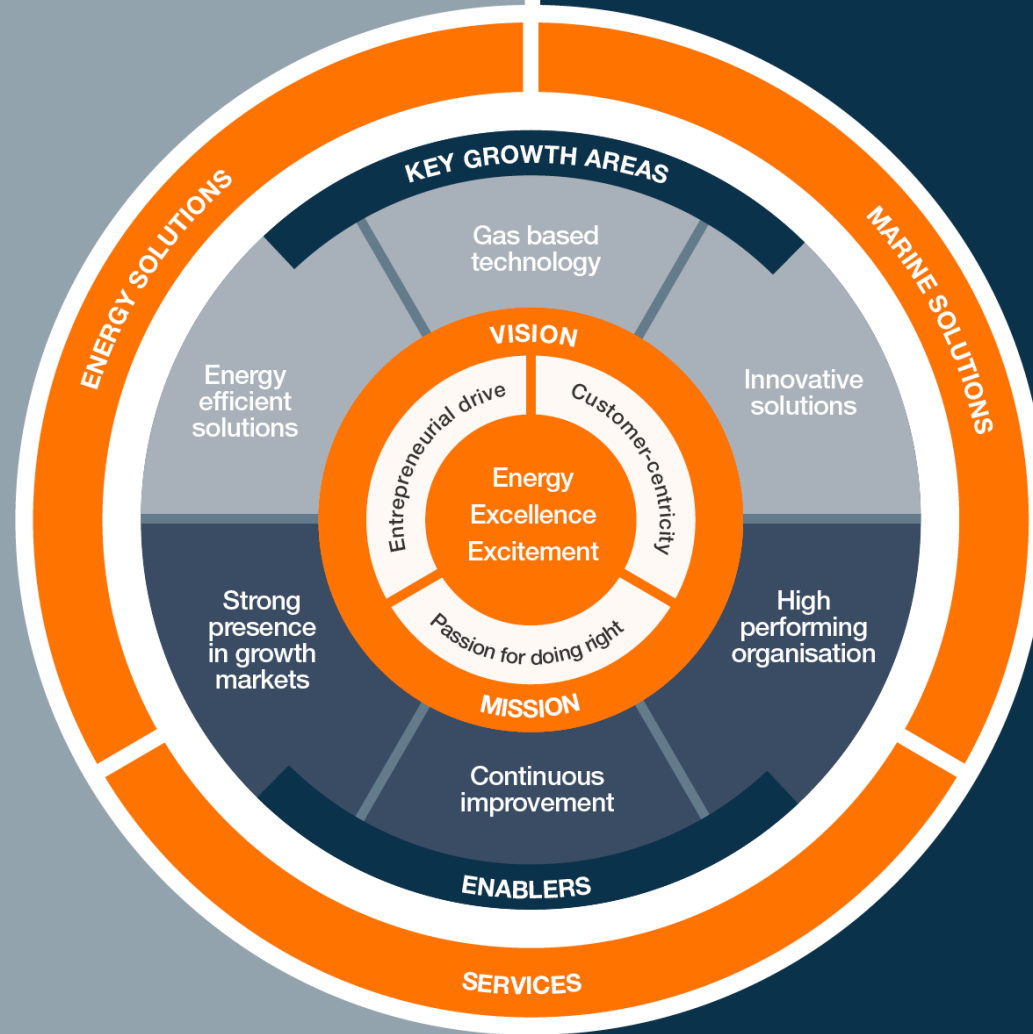 ENERGY SOLUTIONS
MARINE SOLUTIONS
KEY GROWTH AREAS
Gas based
technology
Energy
efficient
solutions
Innovative
solutions
VISION
Entrepreneurial drive
Customer-centricity
Energy
Excellence
Excitement
Passion for doing right
MISSION
Strong
presence
in growth
markets
High
performing
organisation
Continuous
improvement
ENABLERS
SERVICES